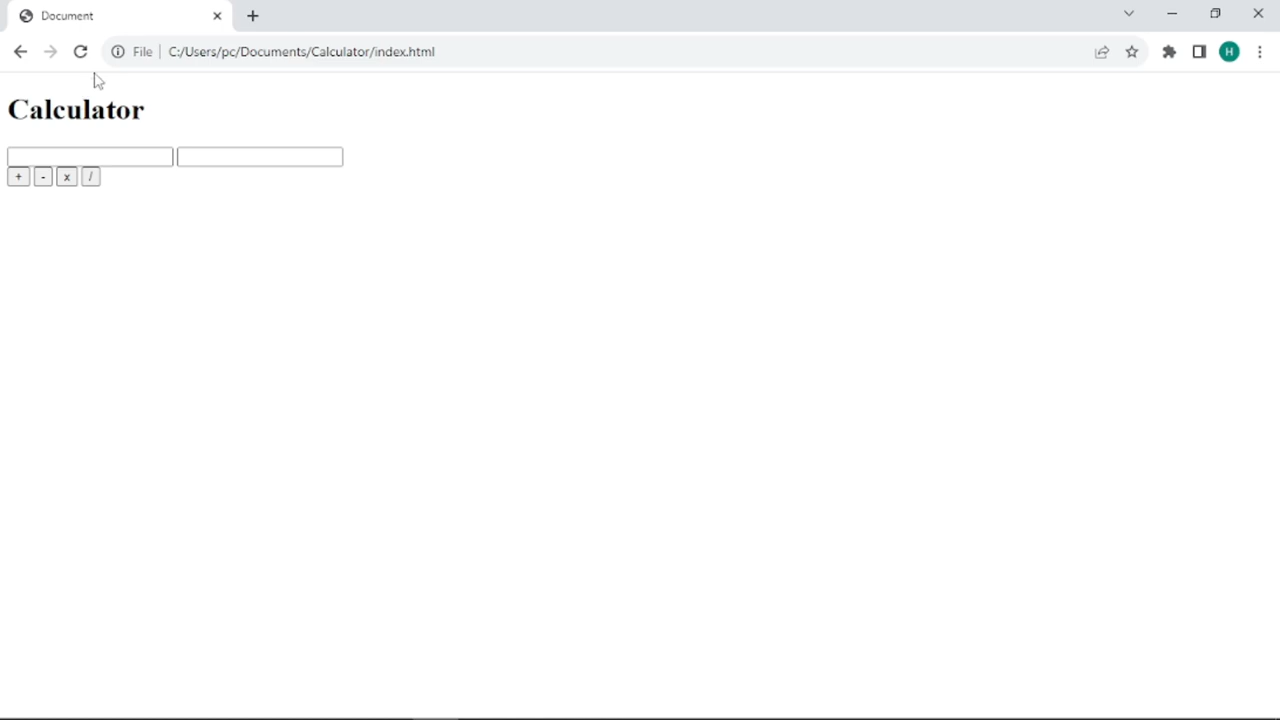 Document
File C:/Users/pc/Documents/Calculator/index.html
H
Calculator
+ - x /